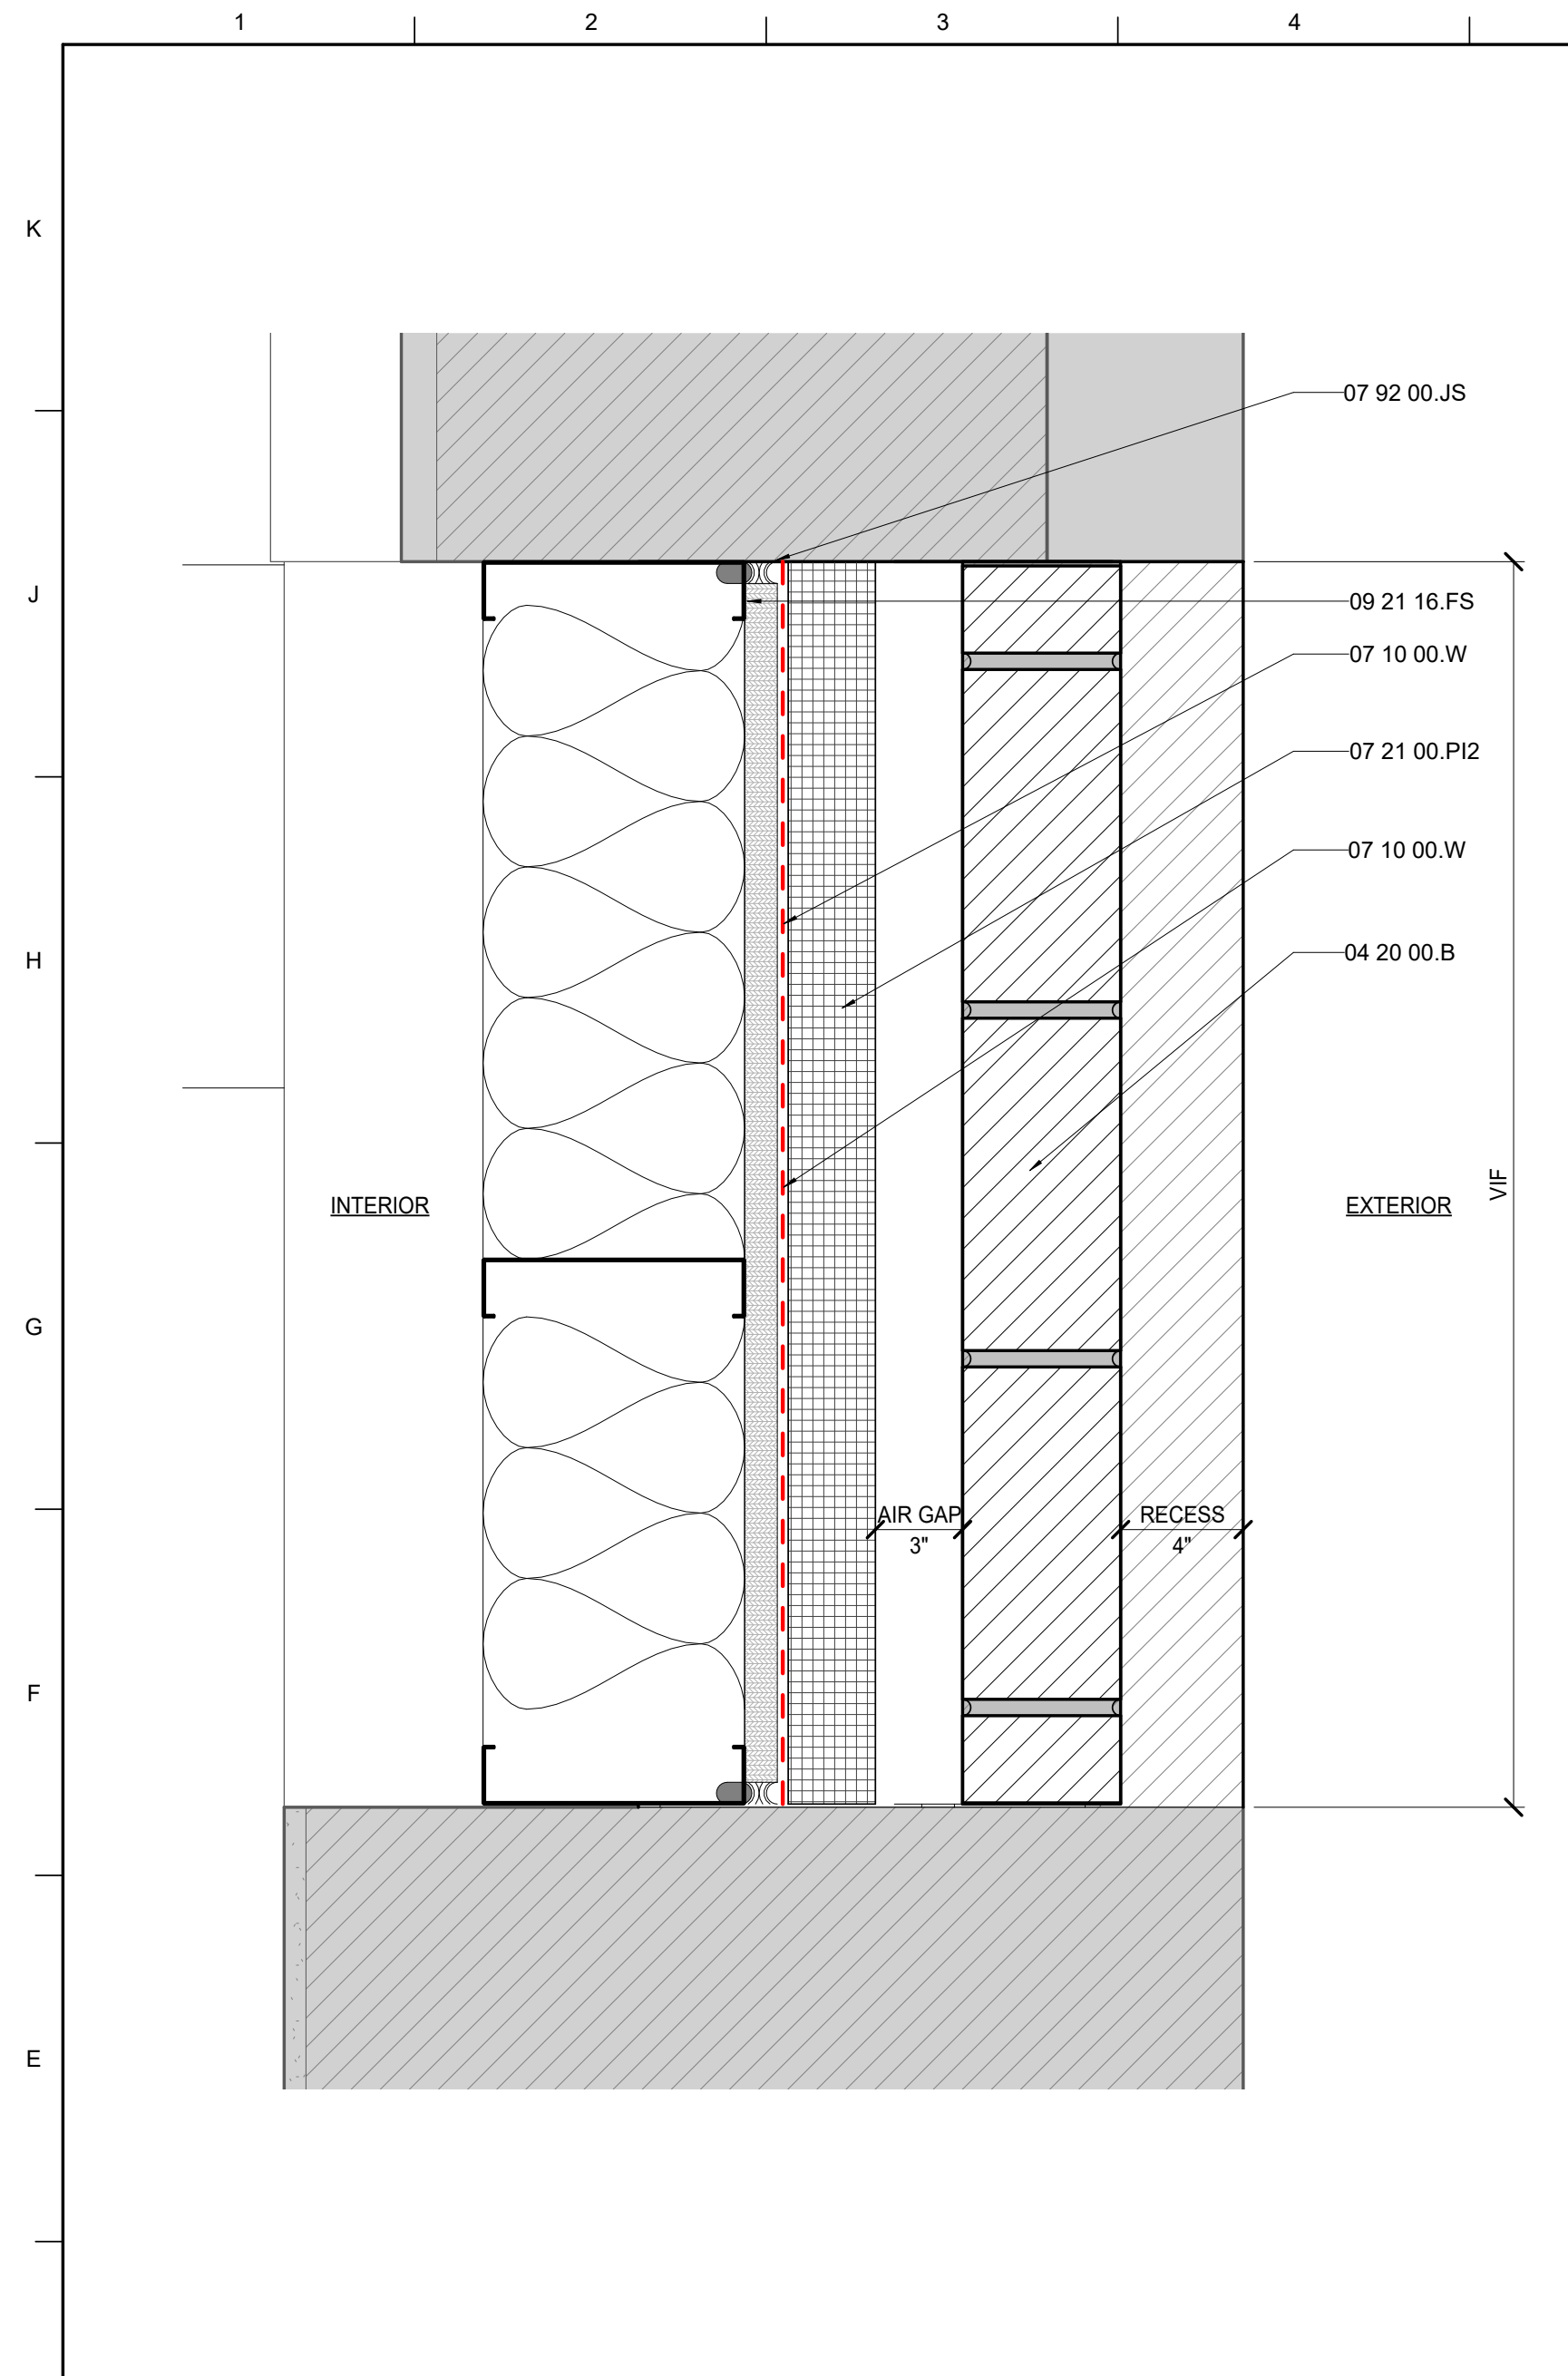 1 2 3 4
K
07 92 00.JS
J
09 21 16.FS
07 10 00.W
07 21 00.PI2
07 10 00.W
H
04 20 00.B
VIF
INTERIOR EXTERIOR
G
AIR GAP RECESS
3" 4"
F
E